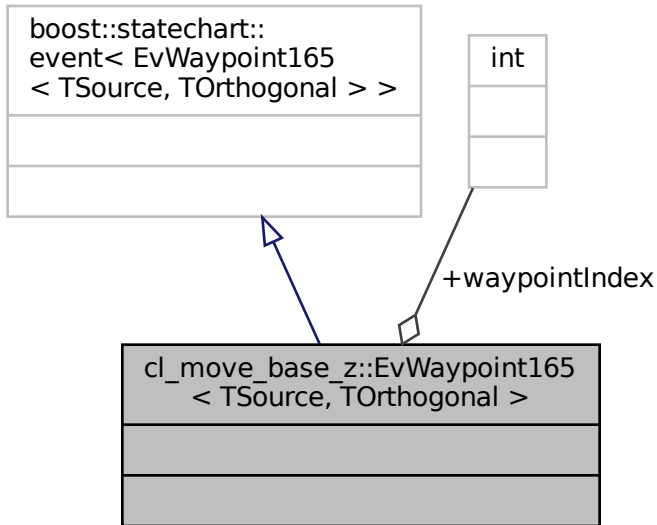 boost::statechart::
event< EvWaypoint165
< TSource, TOrthogonal > >
int
+waypointIndex
cl_move_base_z::EvWaypoint165
< TSource, TOrthogonal >